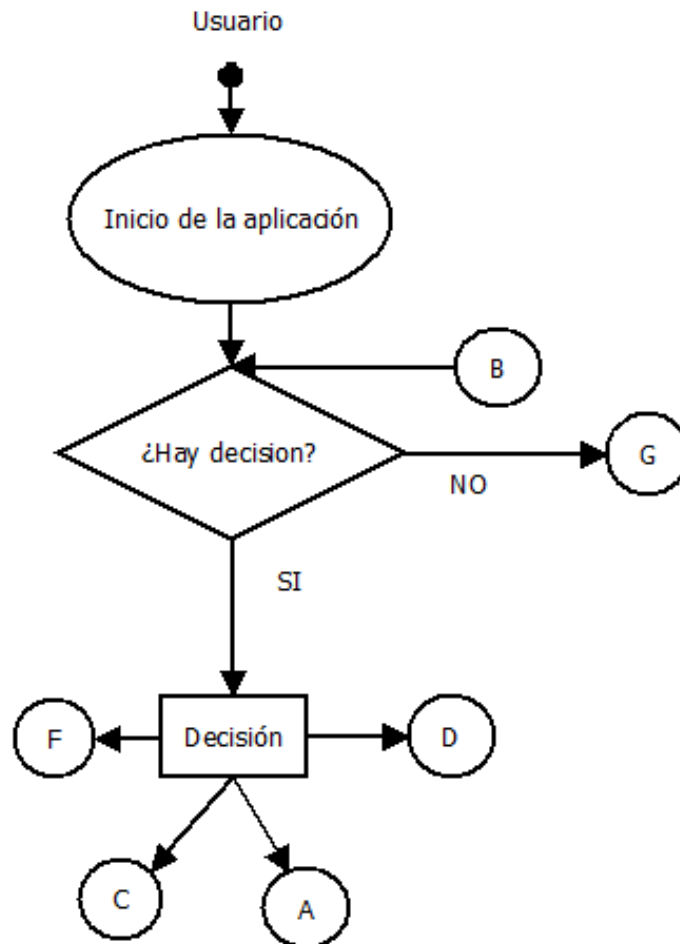 Usuario
Inicio de la aplicación
B
¿Hay decision?
G
NO
SI
F
Decisión
D
C
A